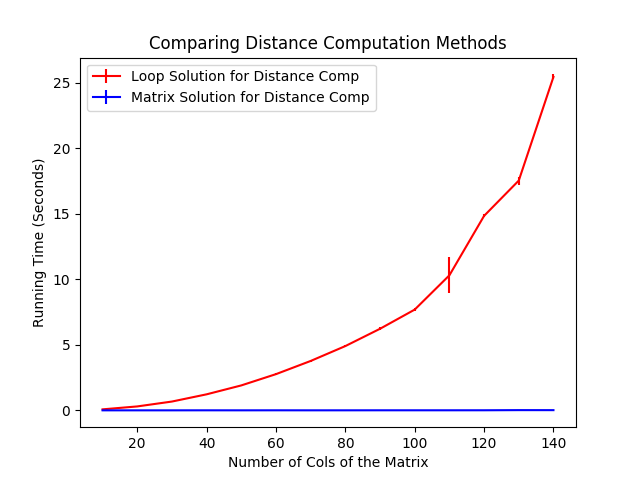 Comparing Distance Computation Methods
Loop Solution for Distance Comp
Matrix Solution for Distance Comp
Running Time (Seconds)
25
20
15
10
5
0
20 40 60 80 100 120 140
Number of Cols of the Matrix